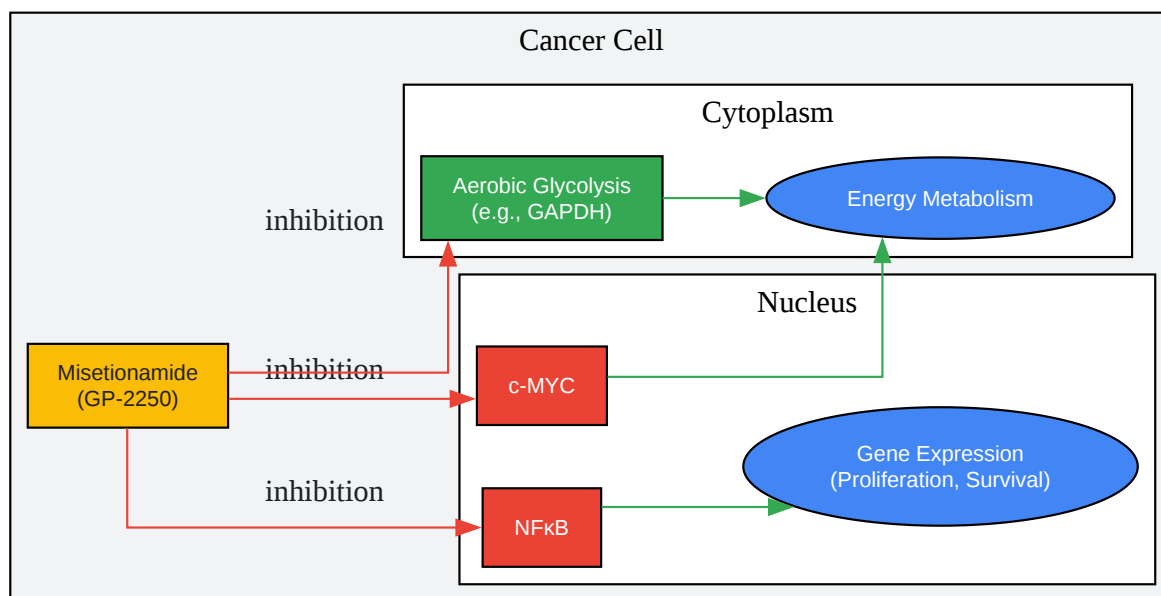 Cancer Cell
Cytoplasm
Aerobic Glycolysis
(e.g., GAPDH)
Energy Metabolism
inhibition
Nucleus
Misetionamide
(GP-2250)
inhibition
c-MYC
Gene Expression
(Proliferation, Survival)
inhibition
NFκB